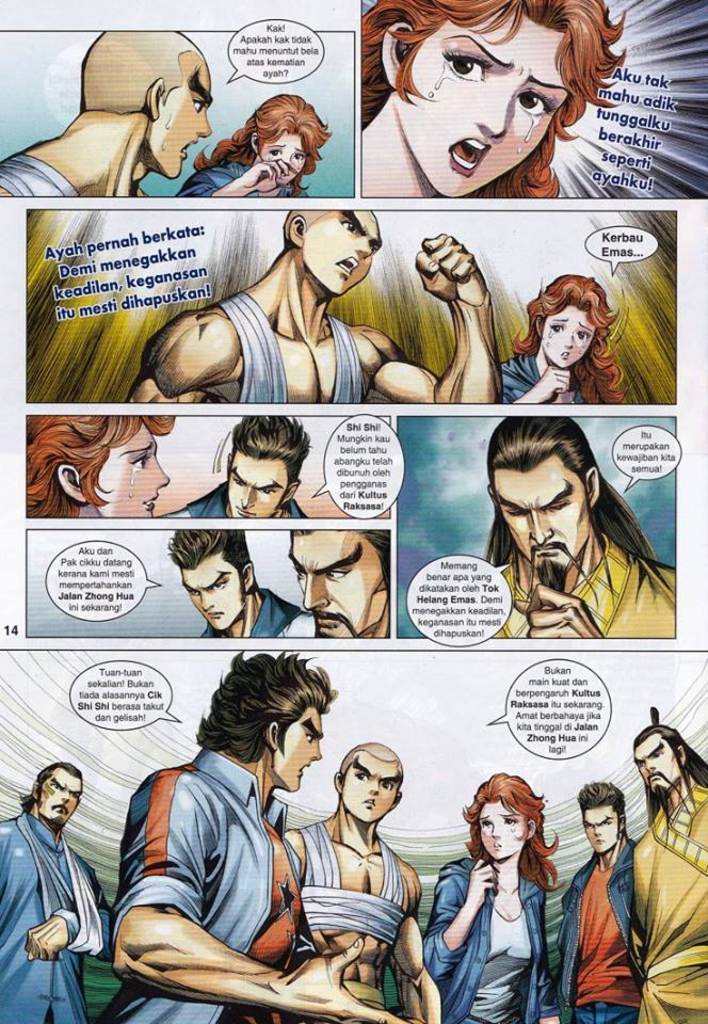 Kak!
Apakah kak tidak
mahu menuntut bela
atas kematian
ayah?
Aku tak
mahu adik
tunggalku
berakhir
seperti
ayahku!
Ayah pernah berkata:
Demi menegakkan
keadilan, keganasan
itu mesti dihapuskan!
Kerbau
Emas...
Shi Shi!
Mungkin kau
belum tahu
abangku telah
dibunuh oleh
pengganas
dari Kultus
Raksasa!
Aku dan
Pak cikku datang
kerana kami mesti
mempertahankan
Jalan Zhong Hua
ini sekarang!
Itu
merupakan
kewajiban kita
semua!
Memang
benar apa yang
dikatakan oleh Tok
Helang Emas. Demi
menegakkan keadilan,
keganasan itu mesti
dihapuskan!
14
Tuan-tuan
sekalian! Bukan
tiada alasannya Cik
Shi Shi berasa takut
dan gelisah!
Bukan
main kuat dan
berpengaruh Kultus
Raksasa itu sekarang.
Amat berbahaya jika
kita tinggal di Jalan
Zhong Hua ini
lagi!